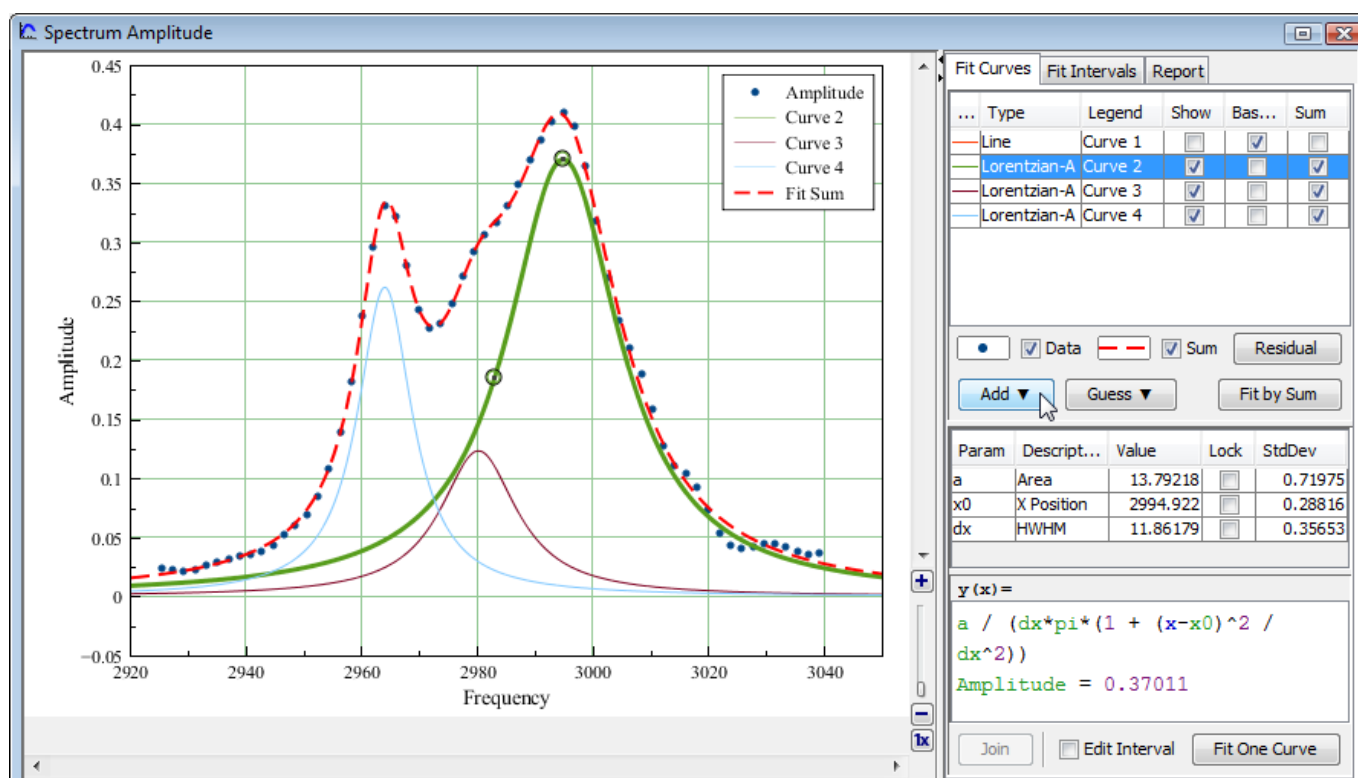 Spectrum Amplitude
0.45
0.4
0.35
0.3
0.25
0.2
0.15
0.1
0.05
0
−0.05
Amplitude
2920 2940 2960 2980 3000 3020 3040
Frequency
Amplitude
Curve 2
Curve 3
Curve 4
Fit Sum
Fit Curves Fit Intervals Report
... Type Legend Show Bas... Sum
Line Curve 1
Lorentzian-A Curve 2
Lorentzian-A Curve 3
Lorentzian-A Curve 4
Data Sum Residual
Add ▼ Guess ▼ Fit by Sum
Param Descript... Value Lock StdDev
a Area 13.79218 0.71975
x0 X Position 2994.922 0.28816
dx HWHM 11.86179 0.35653
y(x)=
a / (dx*pi*(1 + (x-x0)^2 /
dx^2))
Amplitude = 0.37011
Join Edit Interval Fit One Curve
+
−
1x